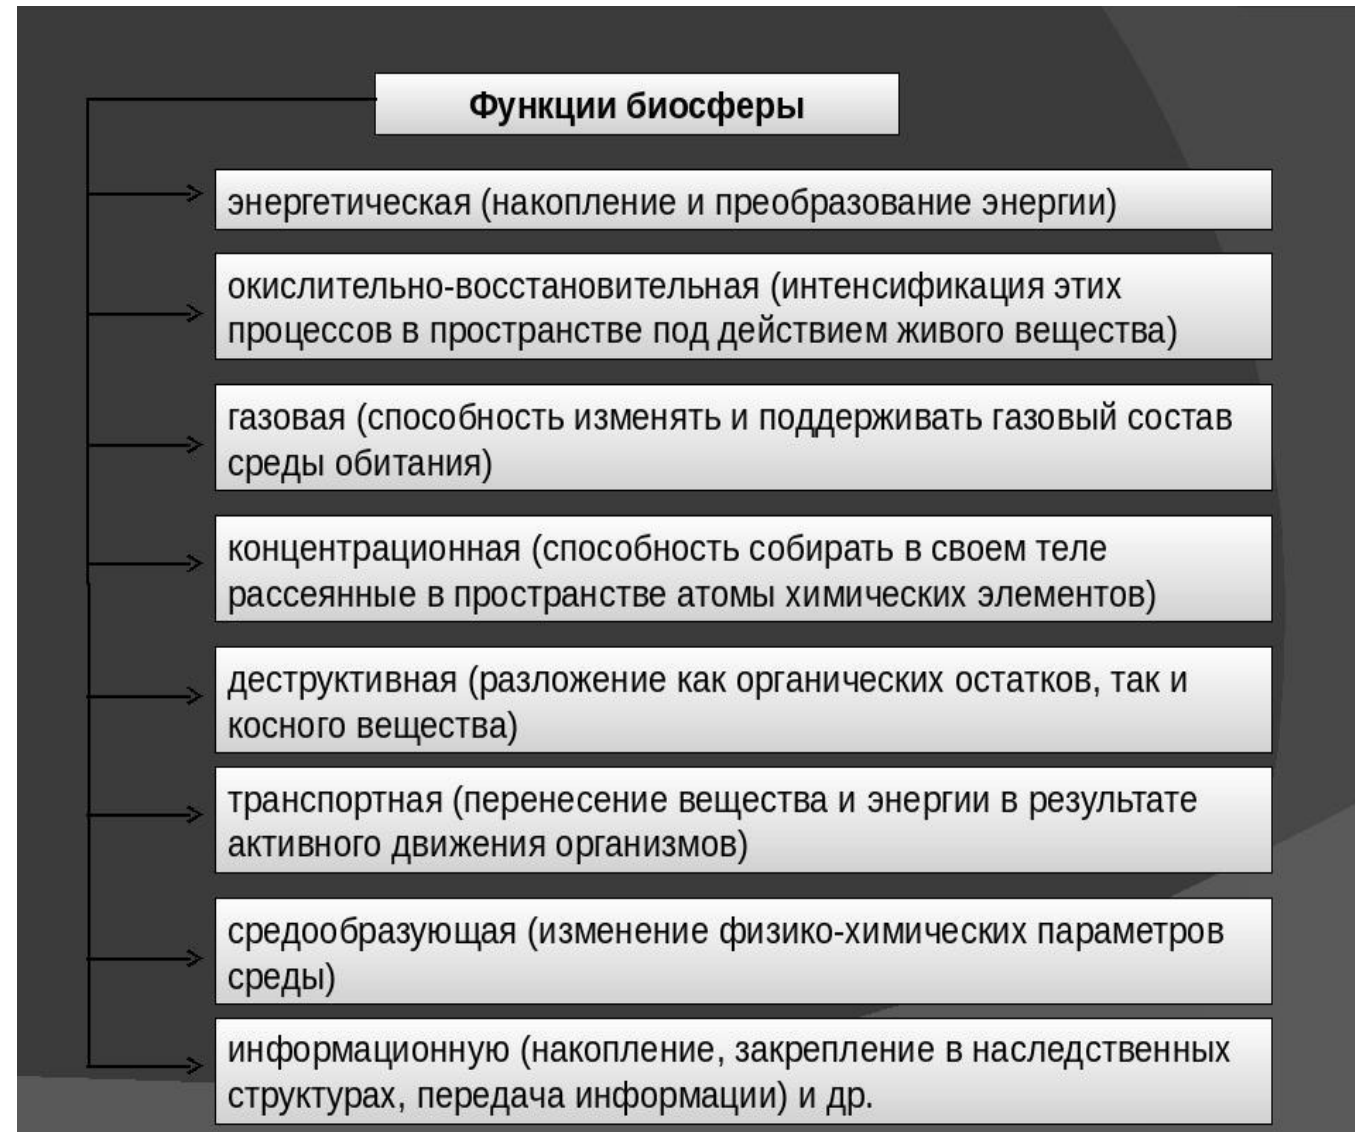 Функции биосферы
энергетическая (накопление и преобразование энергии)
окислительно-восстановительная (интенсификация этих
процессов в пространстве под действием живого вещества)
газовая (способность изменять и поддерживать газовый состав
среды обитания)
концентрационная (способность собирать в своем теле
рассеянные в пространстве атомы химических элементов)
деструктивная (разложение как органических остатков, так и
косного вещества)
транспортная (перенесение вещества и энергии в результате
активного движения организмов)
средообразующая (изменение физико-химических параметров
среды)
информационную (накопление, закрепление в наследственных
структурах, передача информации) и др.